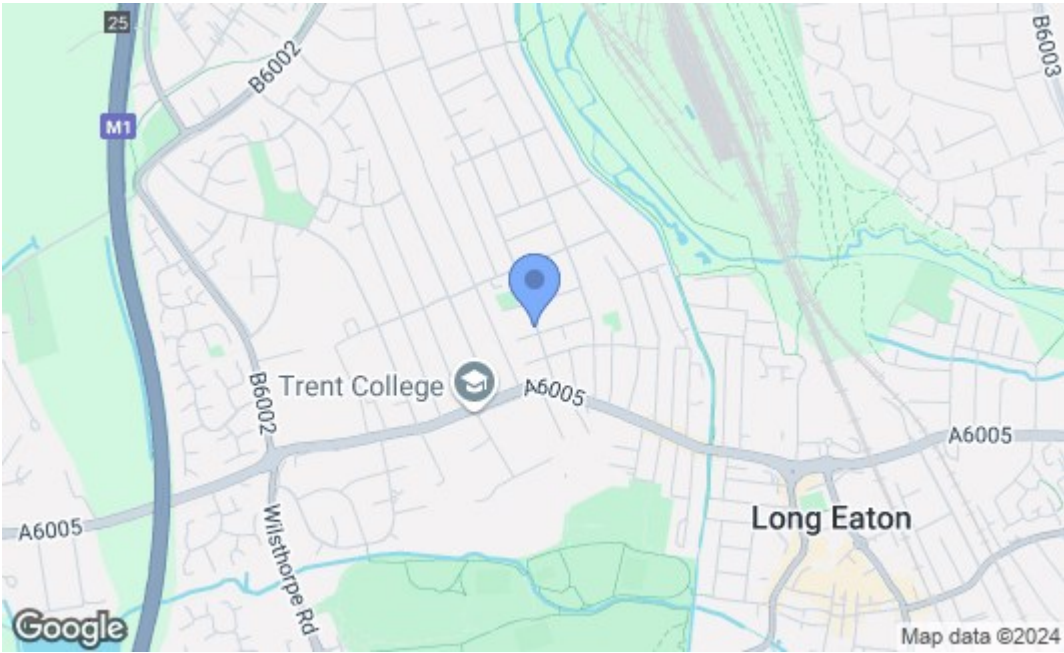 25
B6002
B6003
M1
Trent College
A6005
B6002
A6005
Long Eaton
A6005
Wilsthorpe Rd
Google
Map data ©2024